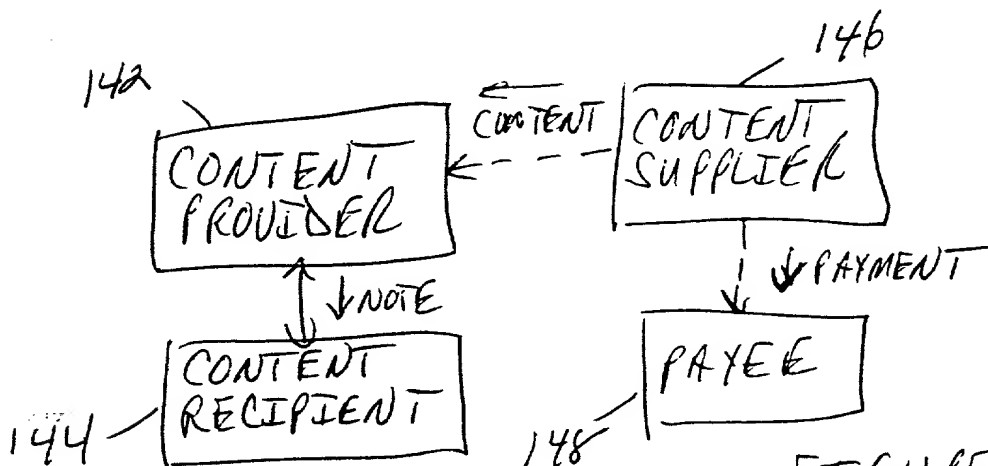 146
142
CONTENT
CONTENT
PROVIDER
CONTENT
SUPPLIER
NOTE
PAYMENT
CONTENT
RECIPIENT
PAYEE
144
148